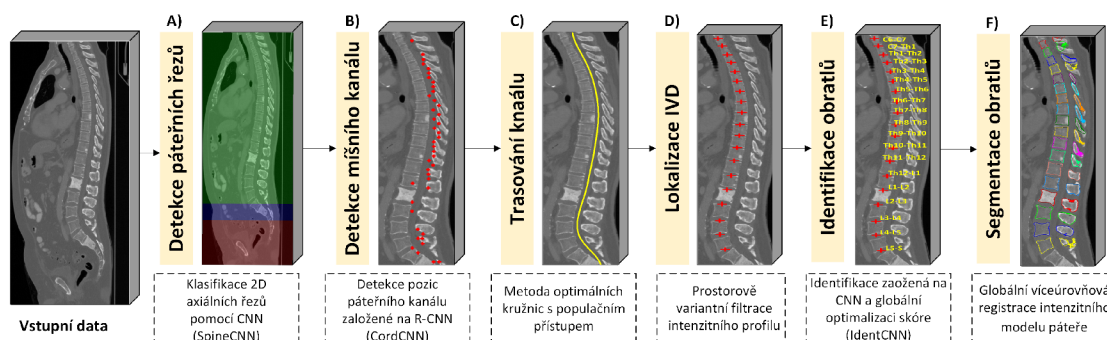 A)
Detekce páteřních řezů
B)
Detekce míšního kanálu
C)
Trasování knaálu
D)
Lokalizace IVD
E)
Identifikace obratlů
F)
Segmentace obratlů
C6-C7
C7-Th1
Th1-Th2
Th2-Th3
Th3-Th4
Th4-Th5
Th5-Th6
Th6-Th7
Th7-Th8
Th8-Th9
Th9-Th10
Th10-Th11
Th11-Th12
Th12-L1
L1-L2
L2-L3
L3-L4
L4-L5
L5-S
Vstupní data
Klasifikace 2D
axiálních řezů
pomocí CNN
(SpineCNN)
Detekce pozic
páteřního kanálu
založené na R-CNN
(CordCNN)
Metoda optimálních
kružnic s populačním
přístupem
Prostorově
variantní filtrace
intenzitního profilu
Identifikace zaožená na
CNN a globální
optimalizaci skóre
(IdentCNN)
Globální víceúrovňová
registrace intenzitního
modelu páteře